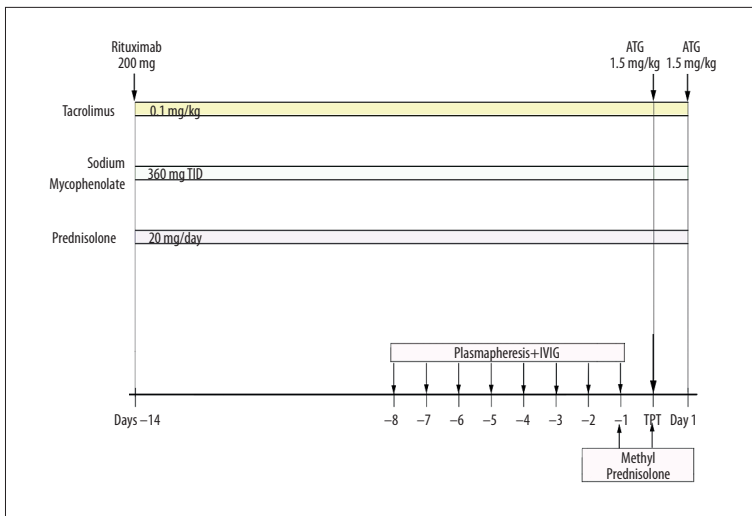 Rituximab
200 mg
ATG
1.5 mg/kg
ATG
1.5 mg/kg
Tacrolimus
0.1 mg/kg
Sodium
Mycophenolate
360 mg TID
Prednisolone
20 mg/day
Plasmapheresis+IVIG
Days −14
−8
−7
−6
−5
−4
−3
−2
−1
TPT
Day 1
Methyl
Prednisolone